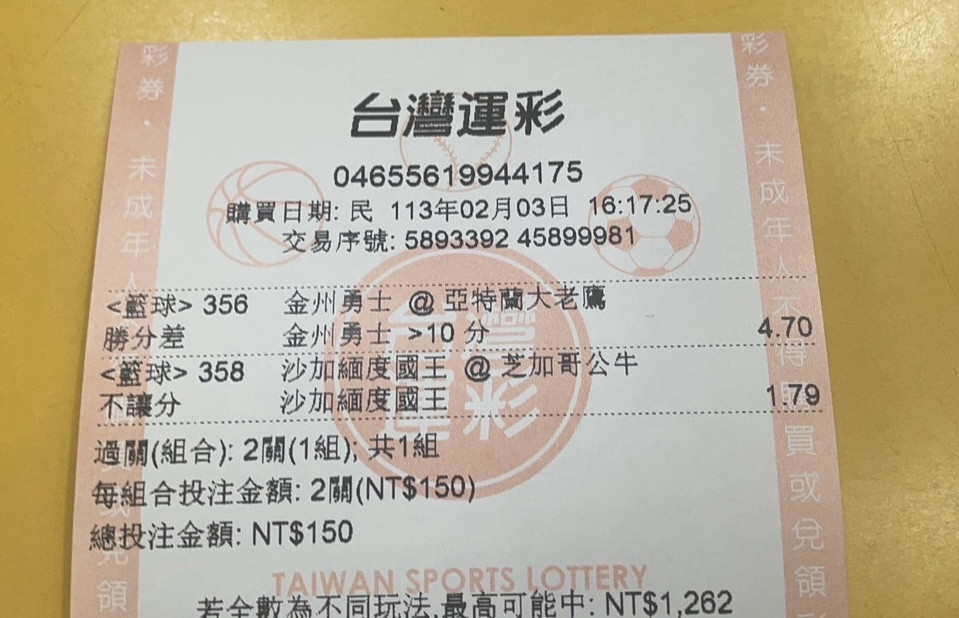 台灣運彩
04655619944175
購買日期: 民 113年02月03日 16:17:25
交易序號: 5893392 45899981
<籃球> 356 金州勇士 @ 亞特蘭大老鷹
勝分差 金州勇士 >10 分 4.70
<籃球> 358 沙加緬度國王 @ 芝加哥公牛
不讓分 沙加緬度國王 1.79
過關(組合): 2關(1組); 共1組
每組合投注金額: 2關(NT$150)
總投注金額: NT$150
TAIWAN SPORTS LOTTERY
若全數為不同玩法,最高可能中: NT$1,262
彩券・未成年人
彩券・未成年人不得購買或兌領